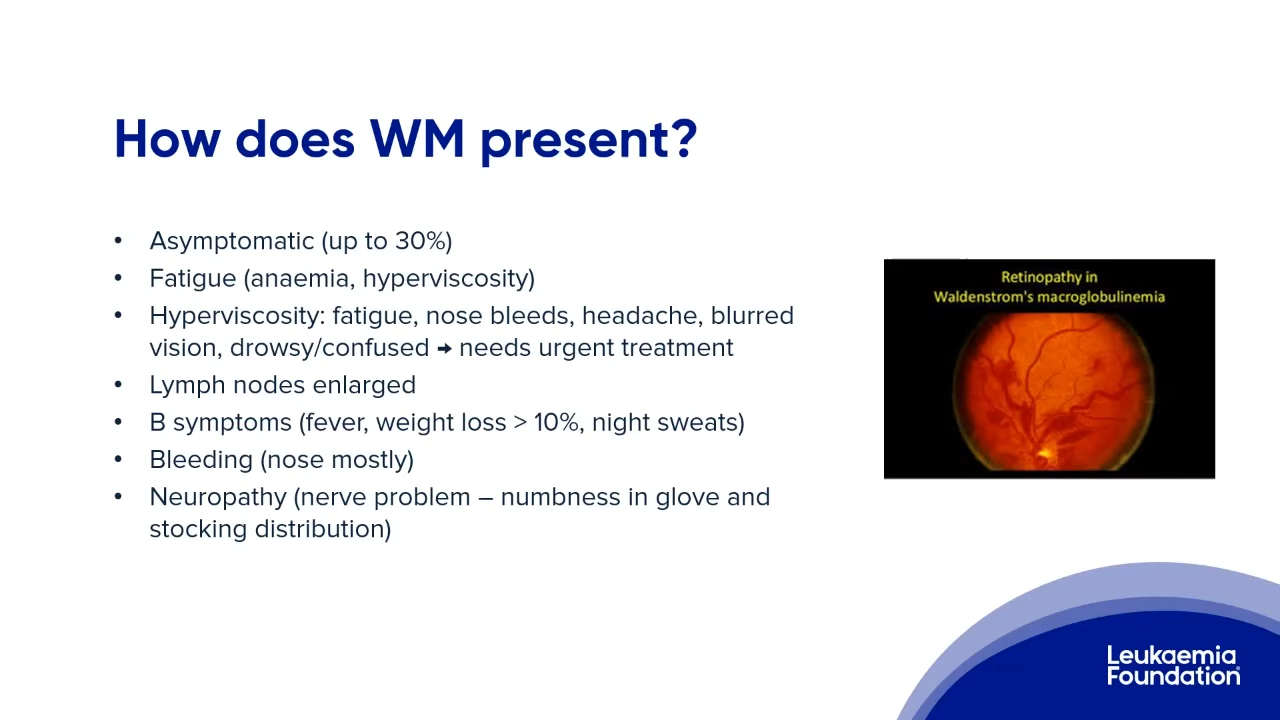 How does WM present?
• Asymptomatic (up to 30%)
• Fatigue (anaemia, hyperviscosity)
• Hyperviscosity: fatigue, nose bleeds, headache, blurred
vision, drowsy/confused → needs urgent treatment
• Lymph nodes enlarged
• B symptoms (fever, weight loss > 10%, night sweats)
• Bleeding (nose mostly)
• Neuropathy (nerve problem – numbness in glove and
stocking distribution)
Retinopathy in
Waldenstrom's macroglobulinemia
Leukaemia
Foundation